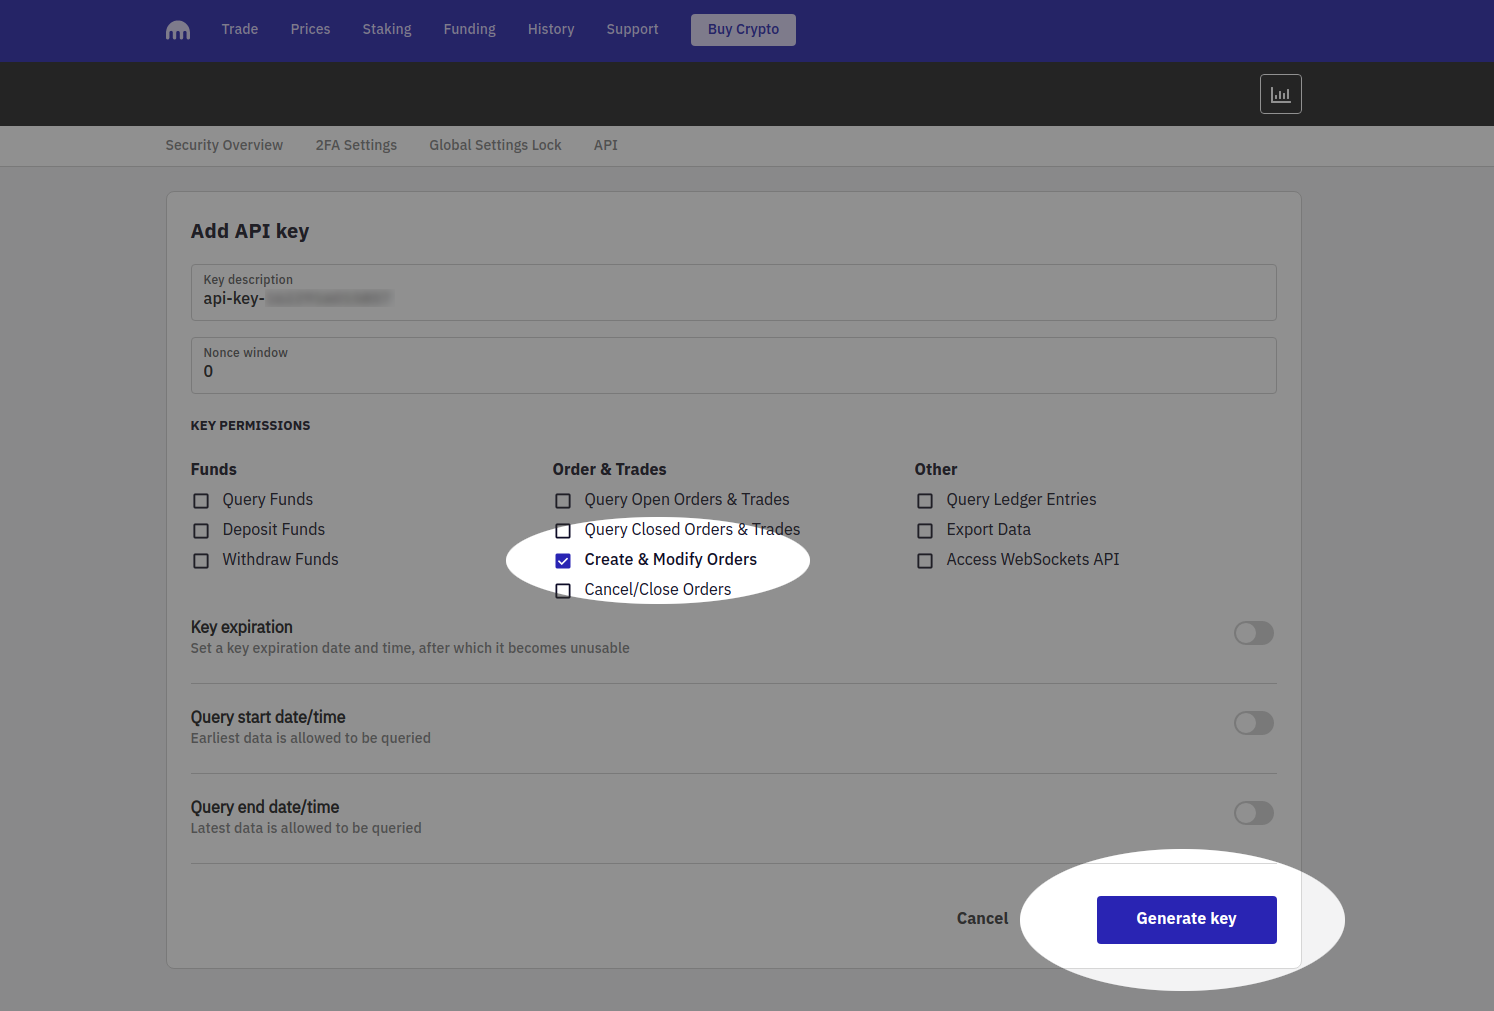 Trade Prices Staking Funding History Support Buy Crypto
Security Overview 2FA Settings Global Settings Lock API
Add API key
Key description
api-key-
Nonce window
0
KEY PERMISSIONS
Funds
Query Funds
Deposit Funds
Withdraw Funds
Order & Trades
Query Open Orders & Trades
Query Closed Orders & Trades
Create & Modify Orders
Cancel/Close Orders
Other
Query Ledger Entries
Export Data
Access WebSockets API
Key expiration
Set a key expiration date and time, after which it becomes unusable
Query start date/time
Earliest data is allowed to be queried
Query end date/time
Latest data is allowed to be queried
Cancel Generate key